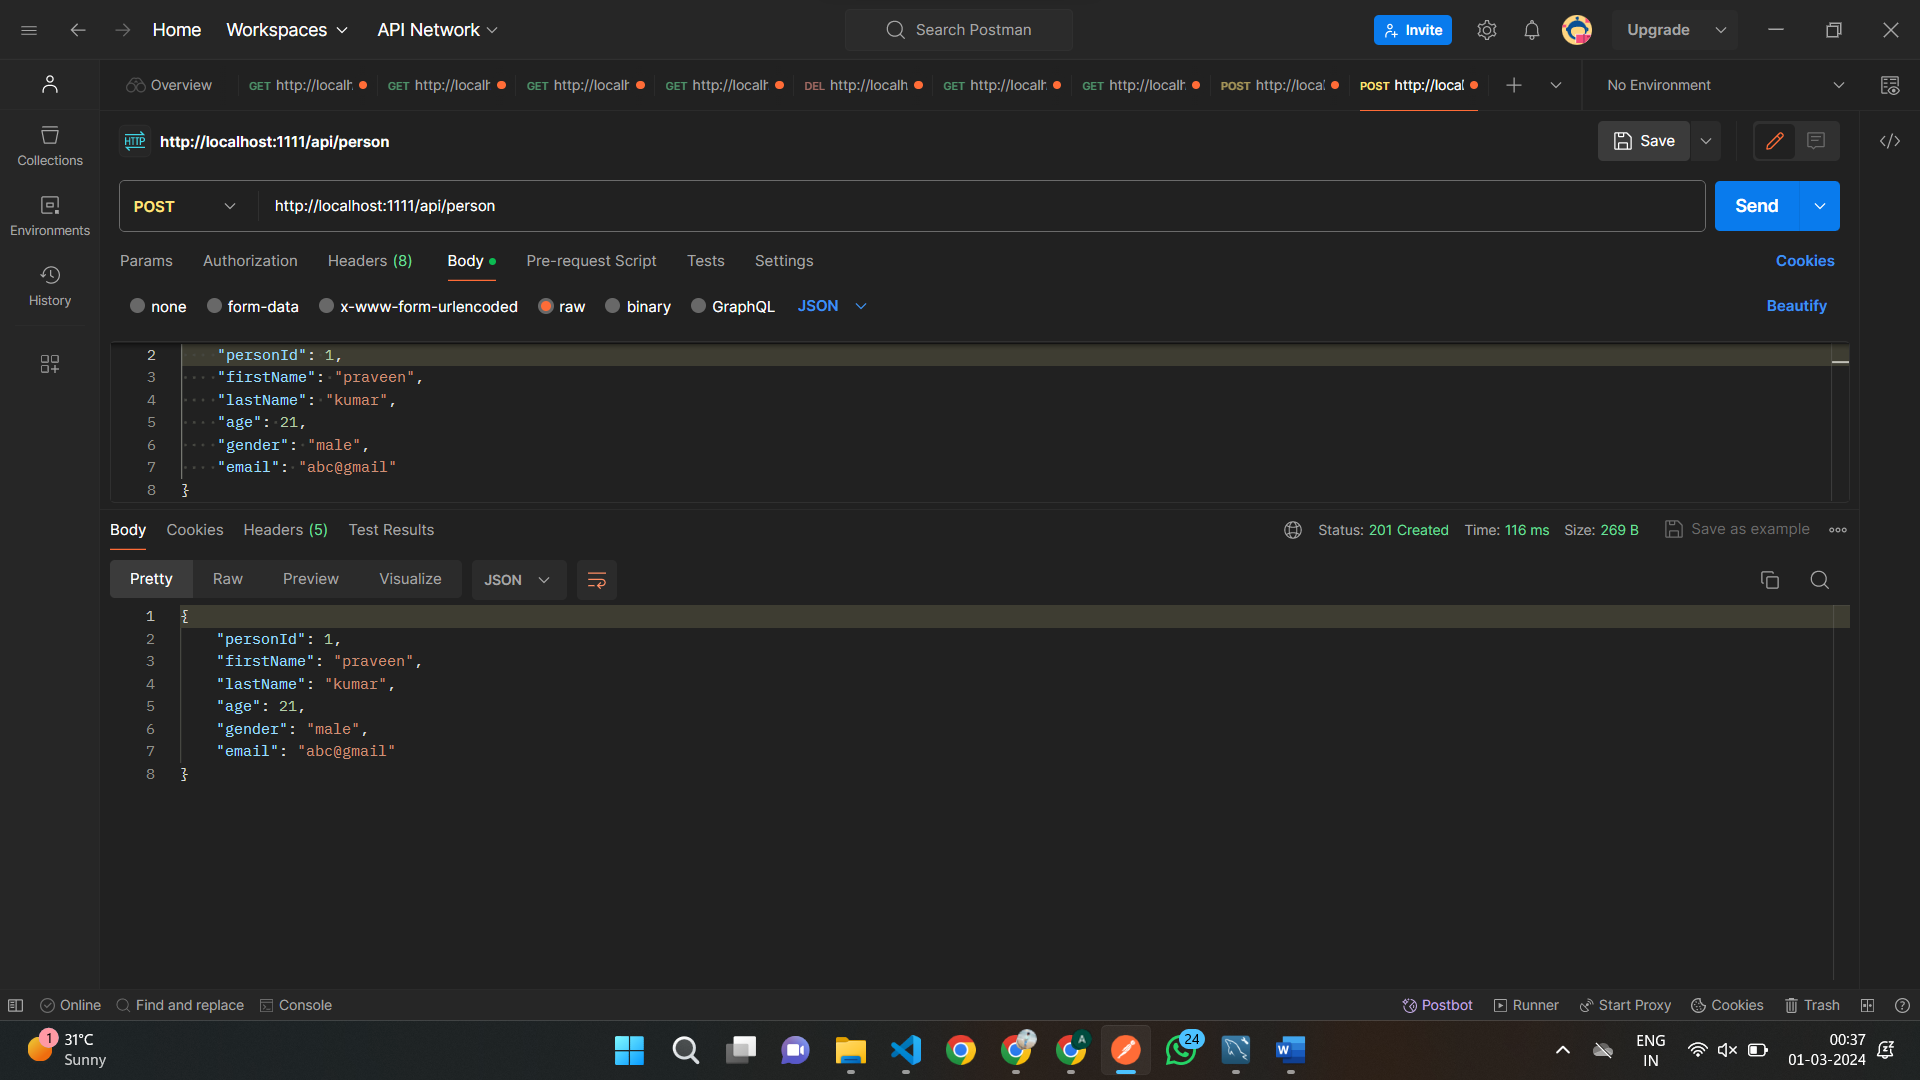 Home Workspaces API Network Search Postman Invite Upgrade
Overview GET http://localh GET http://localh GET http://localh GET http://localh DEL http://localh GET http://localh GET http://localh POST http://local POST http://local No Environment
HTTP http://localhost:1111/api/person Save
POST http://localhost:1111/api/person Send
Collections
Environments
History
Params Authorization Headers (8) Body Pre-request Script Tests Settings Cookies
none form-data x-www-form-urlencoded raw binary GraphQL JSON Beautify
2 "personId": 1,
3 "firstName": "praveen",
4 "lastName": "kumar",
5 "age": 21,
6 "gender": "male",
7 "email": "abc@gmail"
8 }
Body Cookies Headers (5) Test Results Status: 201 Created Time: 116 ms Size: 269 B Save as example
Pretty Raw Preview Visualize JSON
1 {
2 "personId": 1,
3 "firstName": "praveen",
4 "lastName": "kumar",
5 "age": 21,
6 "gender": "male",
7 "email": "abc@gmail"
8 }
Online Find and replace Console Postbot Runner Start Proxy Cookies Trash
1 31°C
Sunny
24
A
W
ENG
IN
00:37
01-03-2024